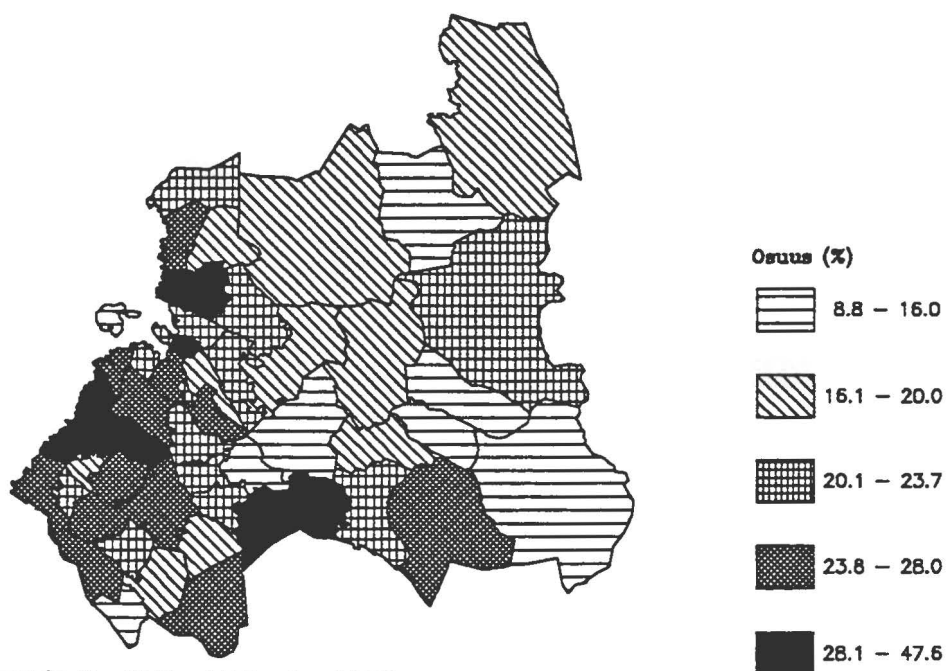 Osuus (%)
8.8 – 16.0
16.1 – 20.0
20.1 – 23.7
23.8 – 28.0
28.1 – 47.6